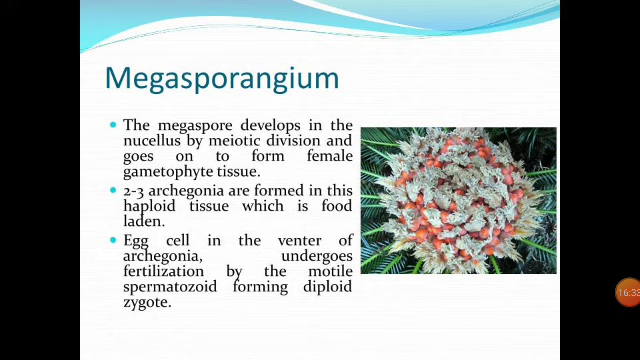 Megasporangium
• The megaspore develops in the
nucellus by meiotic division and
goes on to form female
gametophyte tissue.
• 2-3 archegonia are formed in this
haploid tissue which is food
laden.
• Egg cell in the venter of
archegonia, undergoes
fertilization by the motile
spermatozoid forming diploid
zygote.
16:33